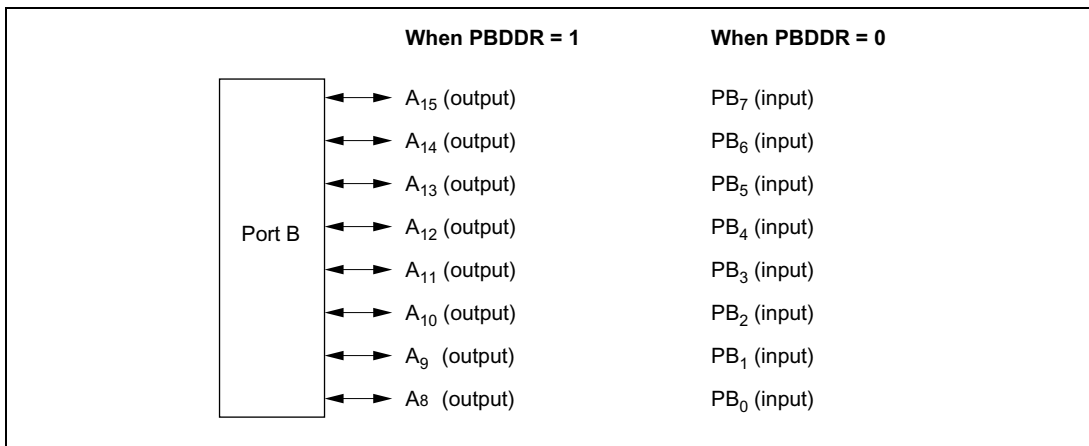 When PBDDR = 1 When PBDDR = 0
A15 (output) PB7 (input)
A14 (output) PB6 (input)
A13 (output) PB5 (input)
Port B A12 (output) PB4 (input)
A11 (output) PB3 (input)
A10 (output) PB2 (input)
A9 (output) PB1 (input)
A8 (output) PB0 (input)